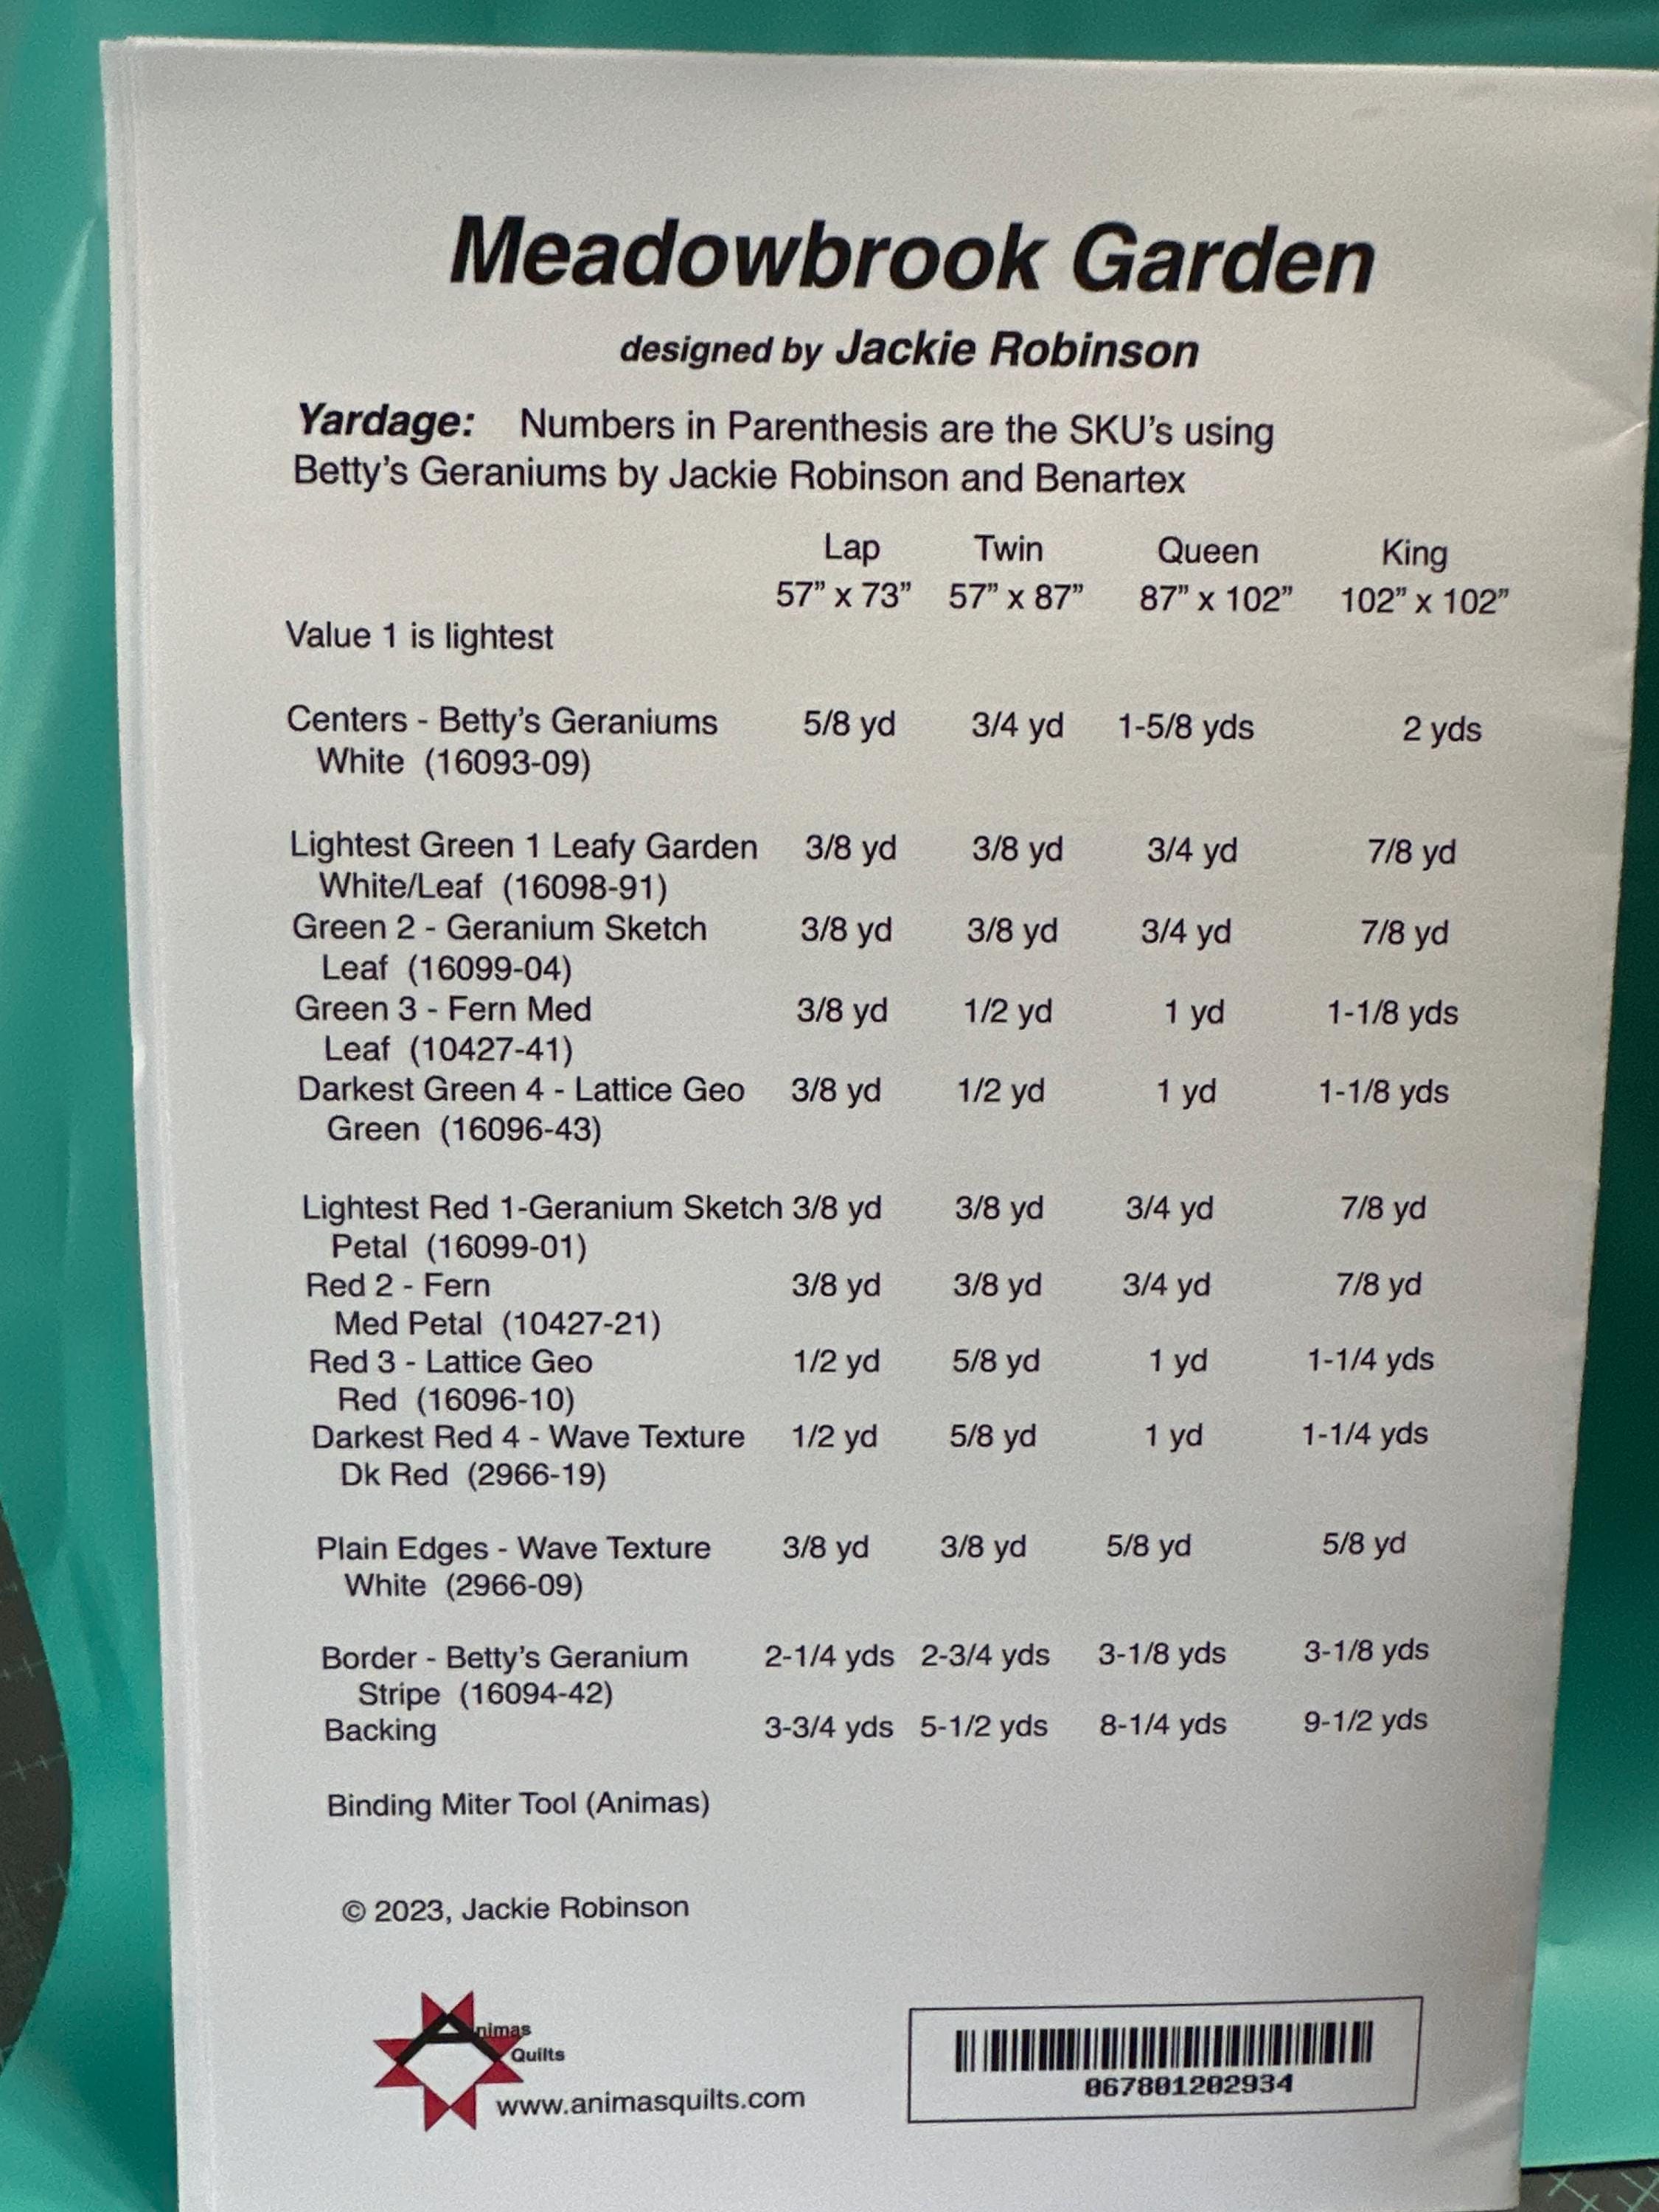 Meadowbrook Garden
designed by Jackie Robinson
Yardage: Numbers in Parenthesis are the SKU's using
Betty's Geraniums by Jackie Robinson and Benartex
Lap Twin Queen King
57" x 73" 57" x 87" 87" x 102" 102" x 102"
Value 1 is lightest
Centers - Betty's Geraniums 5/8 yd 3/4 yd 1-5/8 yds 2 yds
White (16093-09)
Lightest Green 1 Leafy Garden 3/8 yd 3/8 yd 3/4 yd 7/8 yd
White/Leaf (16098-91)
Green 2 - Geranium Sketch 3/8 yd 3/8 yd 3/4 yd 7/8 yd
Leaf (16099-04)
Green 3 - Fern Med 3/8 yd 1/2 yd 1 yd 1-1/8 yds
Leaf (10427-41)
Darkest Green 4 - Lattice Geo 3/8 yd 1/2 yd 1 yd 1-1/8 yds
Green (16096-43)
Lightest Red 1-Geranium Sketch 3/8 yd 3/8 yd 3/4 yd 7/8 yd
Petal (16099-01)
Red 2 - Fern 3/8 yd 3/8 yd 3/4 yd 7/8 yd
Med Petal (10427-21)
Red 3 - Lattice Geo 1/2 yd 5/8 yd 1 yd 1-1/4 yds
Red (16096-10)
Darkest Red 4 - Wave Texture 1/2 yd 5/8 yd 1 yd 1-1/4 yds
Dk Red (2966-19)
Plain Edges - Wave Texture 3/8 yd 3/8 yd 5/8 yd 5/8 yd
White (2966-09)
Border - Betty's Geranium 2-1/4 yds 2-3/4 yds 3-1/8 yds 3-1/8 yds
Stripe (16094-42)
Backing 3-3/4 yds 5-1/2 yds 8-1/4 yds 9-1/2 yds
Binding Miter Tool (Animas)
© 2023, Jackie Robinson
Animas
Quilts
www.animasquilts.com
067801202934